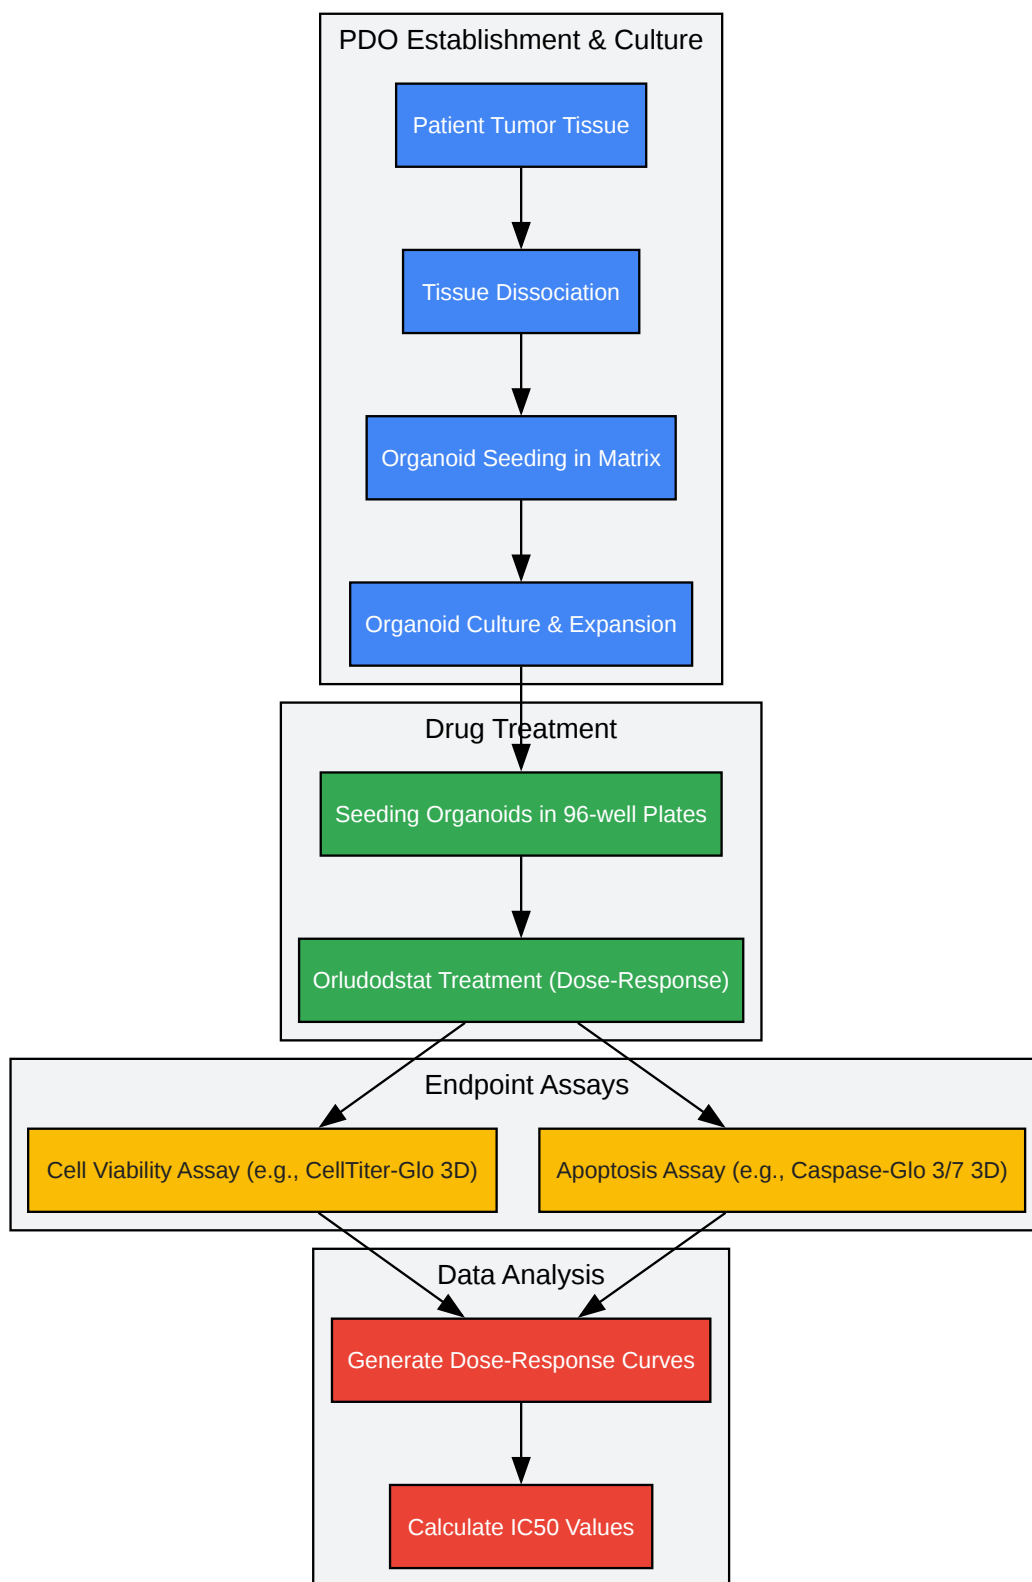 PDO Establishment & Culture
Patient Tumor Tissue
Tissue Dissociation
Organoid Seeding in Matrix
Organoid Culture & Expansion
Drug Treatment
Seeding Organoids in 96-well Plates
Orludodstat Treatment (Dose-Response)
Endpoint Assays
Cell Viability Assay (e.g., CellTiter-Glo 3D)
Apoptosis Assay (e.g., Caspase-Glo 3/7 3D)
Data Analysis
Generate Dose-Response Curves
Calculate IC50 Values